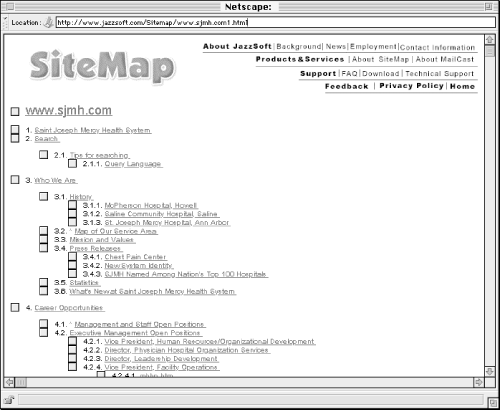 Netscape:
Location: http://www.jazzsoft.com/Sitemap/www.sjmh.com1.html
SiteMap
About JazzSoft | Background | News | Employment | Contact Information
Products & Services | About SiteMap | About MailCast
Support | FAQ | Download | Technical Support
Feedback | Privacy Policy | Home
www.sjmh.com
1. Saint Joseph Mercy Health System
2. Search
2.1. Tips for searching
2.1.1. Query Language
3. Who We Are
3.1. History
3.1.1. McPherson Hospital, Howell
3.1.2. Saline Community Hospital, Saline
3.1.3. St. Joseph Mercy Hospital, Ann Arbor
3.2. * Map of Our Service Area
3.3. Mission and Values
3.4. Press Releases
3.4.1. Chest Pain Center
3.4.2. New System Identity
3.4.3. SJMH Named Among Nation's Top 100 Hospitals
3.5. Statistics
3.6. What's New at Saint Joseph Mercy Health System
4. Career Opportunities
4.1. * Management and Staff Open Positions
4.2. Executive Management Open Positions
4.2.1. Vice President, Human Resources/Organizational Development
4.2.2. Director, Physician Hospital Organization Services
4.2.3. Director, Leadership Development
4.2.4. Vice President, Facility Operations
4.2.4.1.